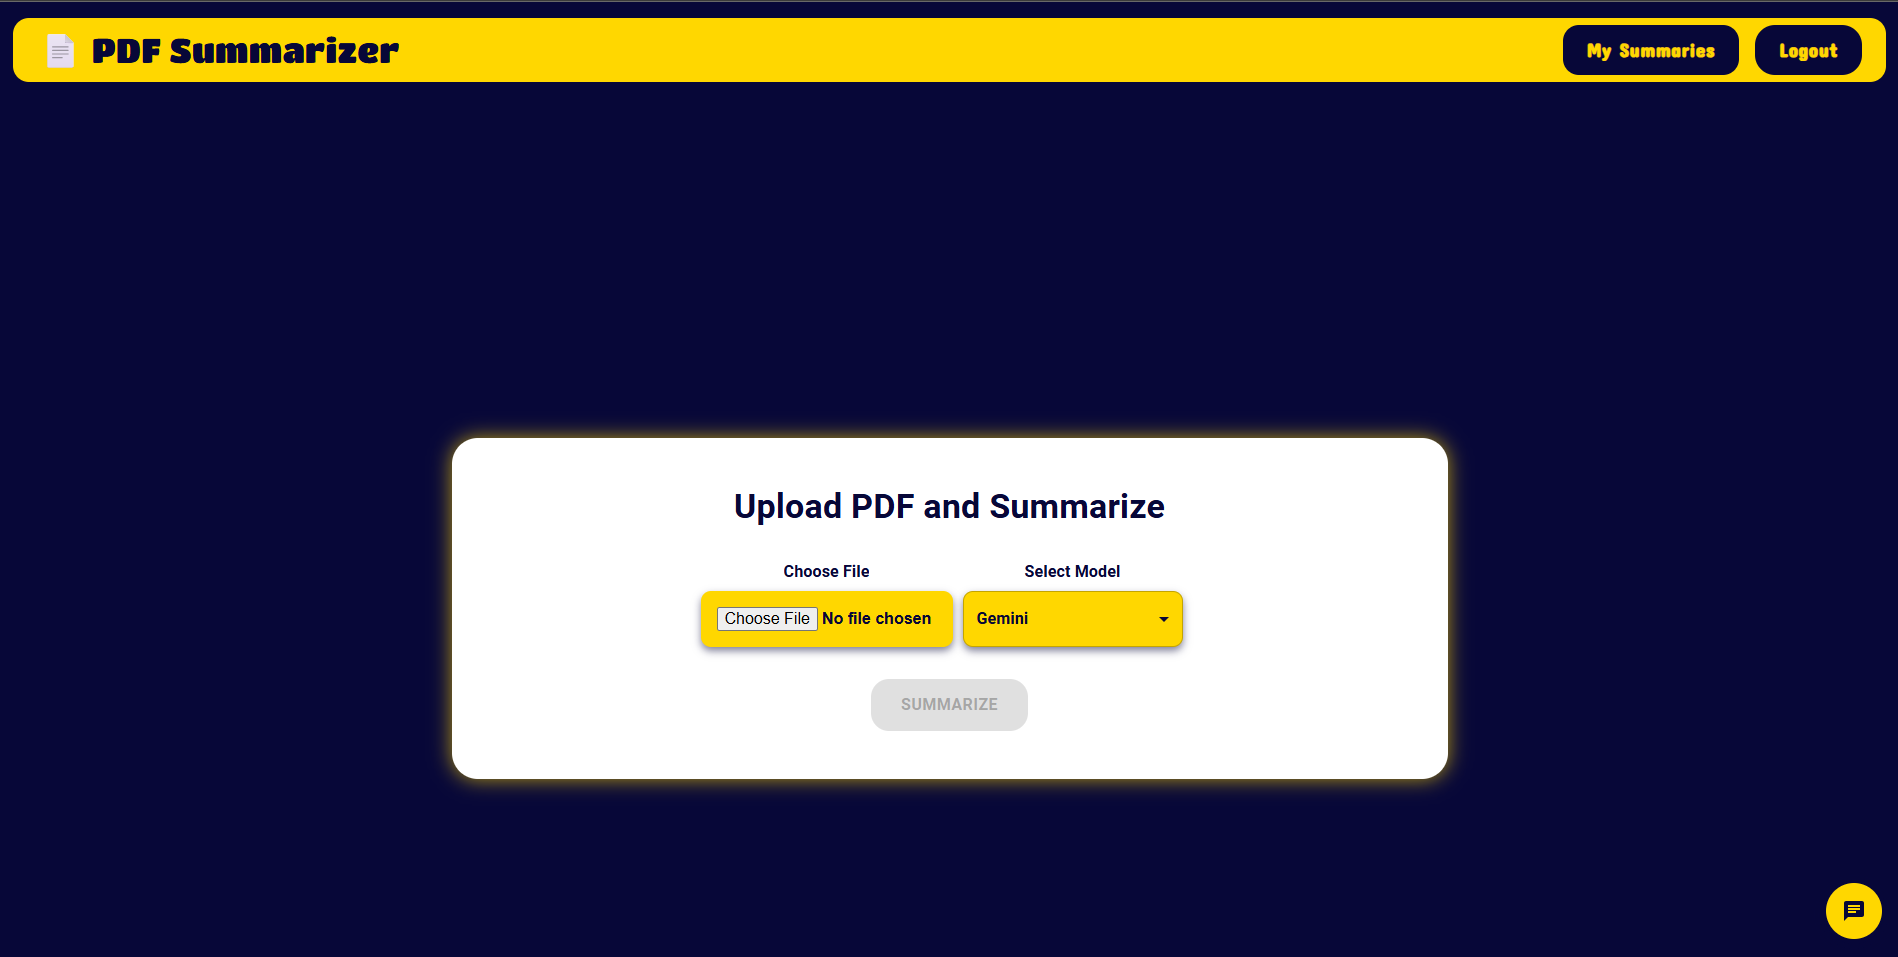 PDF Summarizer
My Summaries
Logout
Upload PDF and Summarize
Choose File
Select Model
Choose File No file chosen
Gemini
SUMMARIZE